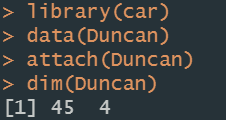 > library(car)
> data(Duncan)
> attach(Duncan)
> dim(Duncan)
[1] 45  4